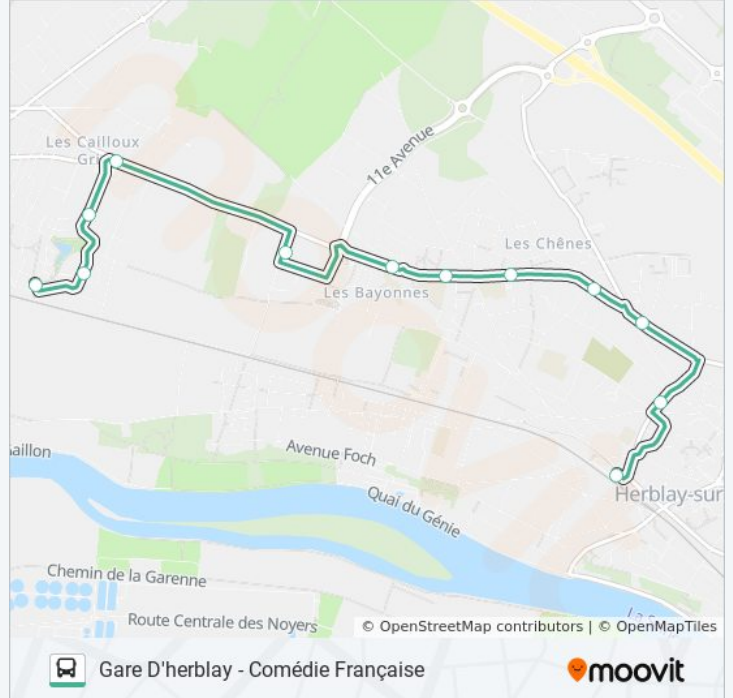 Les Cailloux
Gris
11e Avenue
Les Chênes
Les Bayonnes
Avenue Foch
Quai du Génie
Herblay-sur
Chemin de la Garenne
Route Centrale des Noyers
© OpenStreetMap contributors | © OpenMapTiles
Gare D'herblay - Comédie Française
moovit